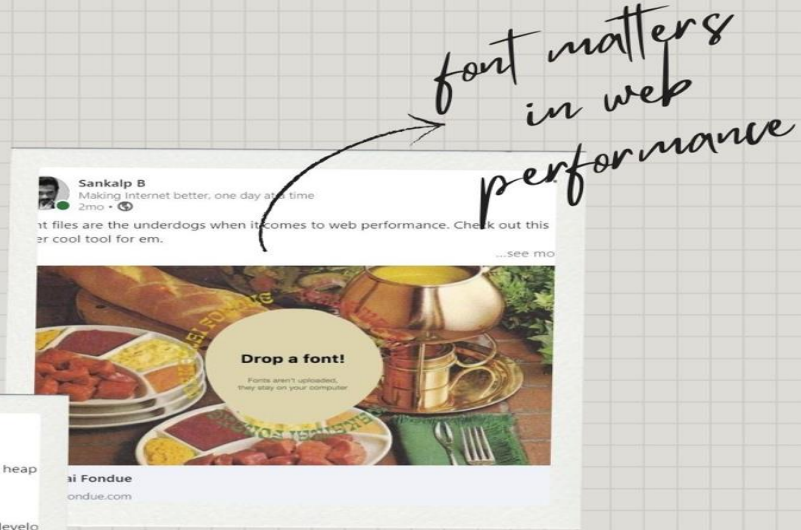 font matters
in web
performance
Sankalp B
Making Internet better, one day at a time
2mo •
nt files are the underdogs when it comes to web performance. Check out this
er cool tool for em.
...see mo
Drop a font!
Fonts aren't uploaded,
they stay on your computer
ai Fondue
ondue.com
heap
develo